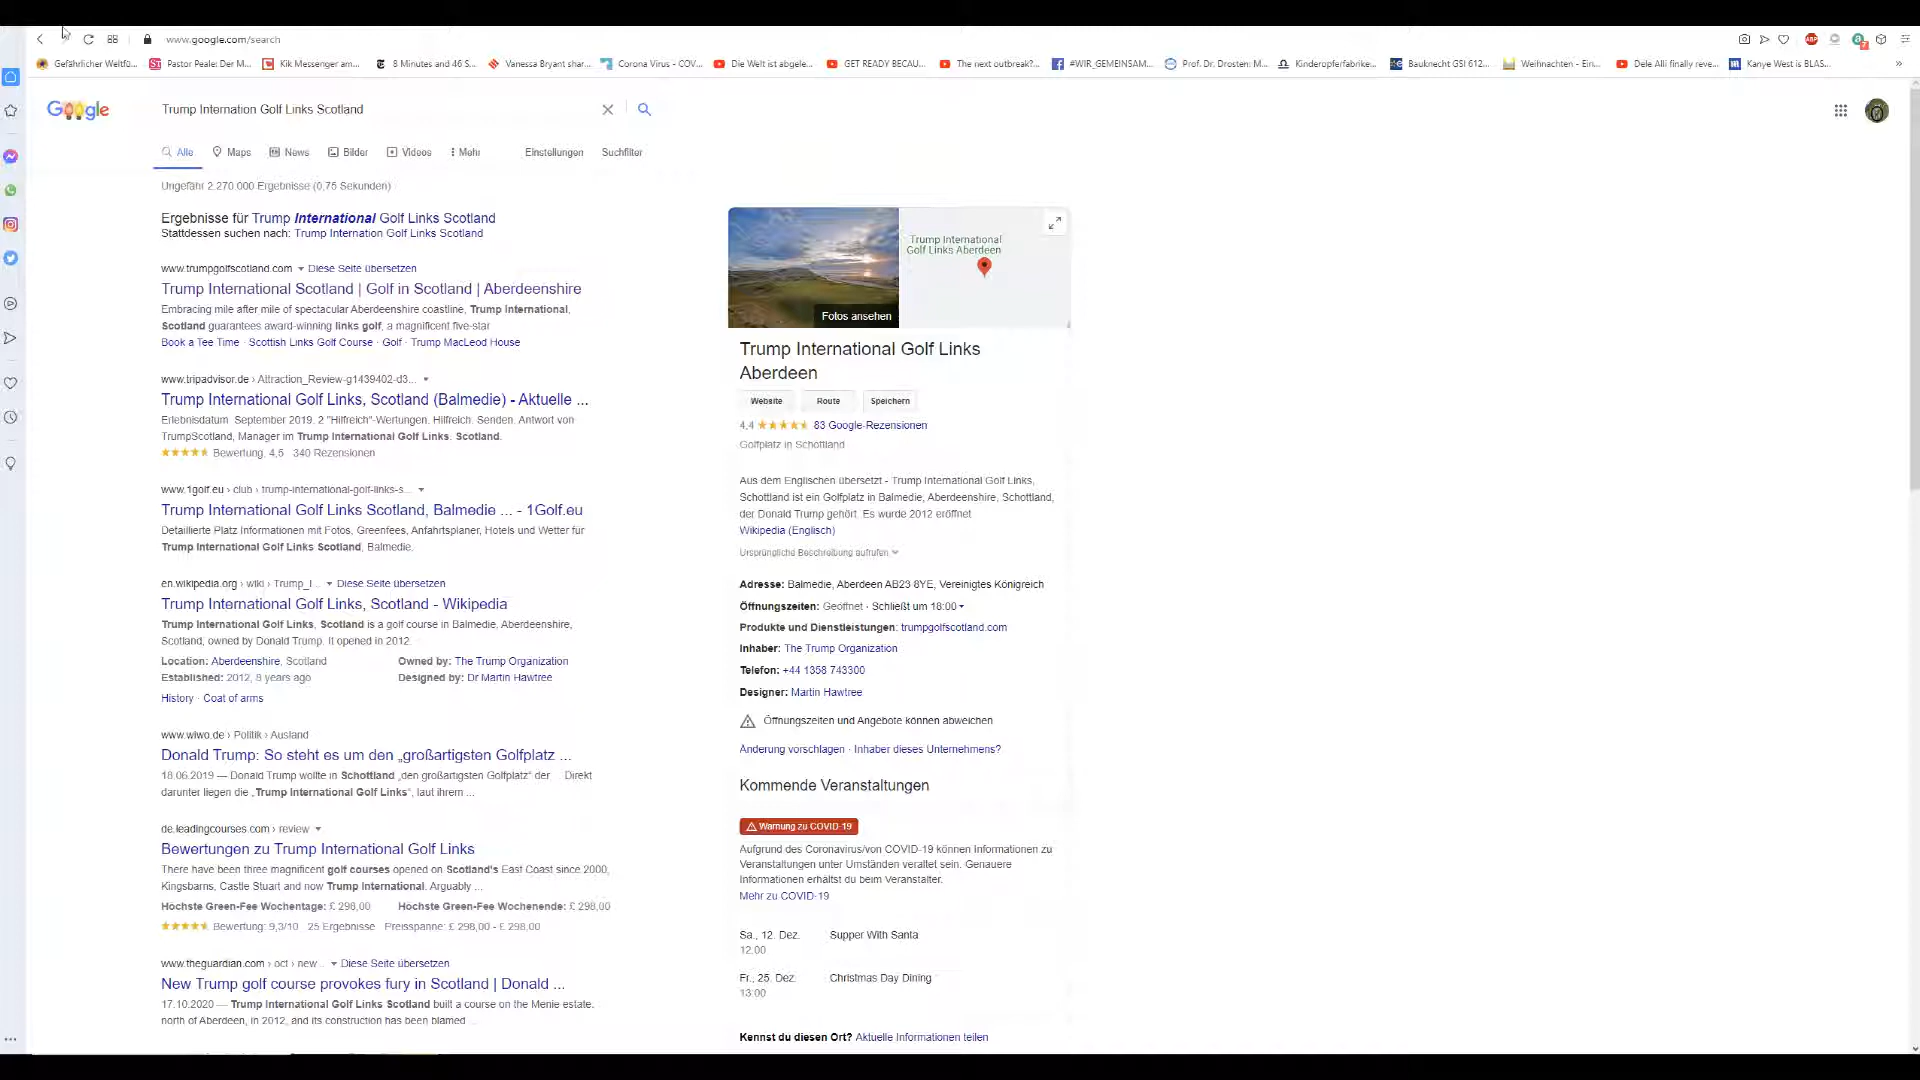 www.google.com/search
Gefährlicher Weltfu...
Pastor Peale: Der M...
Kik Messenger am...
8 Minutes and 46 S...
Vanessa Bryant shar...
Corona Virus - COV...
Die Welt ist abgele...
GET READY BECAU...
The next outbreak?...
#WIR_GEMEINSAM...
Prof. Dr. Drosten: M...
Kinderopferfabrike...
Bauknecht GSI 612...
Weihnachten - Ein...
Dele Alli finally reve...
Kanye West is BLAS...
Google
Trump Internation Golf Links Scotland
Alle Maps News Bilder Videos Mehr Einstellungen Suchfilter
Ungefähr 2.270.000 Ergebnisse (0,75 Sekunden)
Ergebnisse für Trump International Golf Links Scotland
Stattdessen suchen nach: Trump Internation Golf Links Scotland
www.trumpgolfscotland.com Diese Seite übersetzen
Trump International Scotland | Golf in Scotland | Aberdeenshire
Embracing mile after mile of spectacular Aberdeenshire coastline, Trump International,
Scotland guarantees award-winning links golf, a magnificent five-star
Book a Tee Time · Scottish Links Golf Course · Golf · Trump MacLeod House
www.tripadvisor.de › Attraction_Review-g1439402-d3...
Trump International Golf Links, Scotland (Balmedie) - Aktuelle ...
Erlebnisdatum: September 2019. 2 "Hilfreich"-Wertungen. Hilfreich. Senden. Antwort von
TrumpScotland, Manager im Trump International Golf Links. Scotland.
Bewertung: 4,5 · 340 Rezensionen
www.1golf.eu › club › trump-international-golf-links-s...
Trump International Golf Links Scotland, Balmedie ... - 1Golf.eu
Detaillierte Platz Informationen mit Fotos, Greenfees, Anfahrtsplaner, Hotels und Wetter für
Trump International Golf Links Scotland, Balmedie.
en.wikipedia.org › wiki › Trump_I... Diese Seite übersetzen
Trump International Golf Links, Scotland - Wikipedia
Trump International Golf Links, Scotland is a golf course in Balmedie, Aberdeenshire,
Scotland, owned by Donald Trump. It opened in 2012.
Location: Aberdeenshire, Scotland Owned by: The Trump Organization
Established: 2012, 8 years ago Designed by: Dr Martin Hawtree
History · Coat of arms
www.wiwo.de › Politik › Ausland
Donald Trump: So steht es um den „großartigsten Golfplatz ...
18.06.2019 — Donald Trump wollte in Schottland „den großartigsten Golfplatz“ der Direkt
darunter liegen die „Trump International Golf Links“, laut ihrem ...
de.leadingcourses.com › review
Bewertungen zu Trump International Golf Links
There have been three magnificent golf courses opened on Scotland's East Coast since 2000,
Kingsbarns, Castle Stuart and now Trump International. Arguably ...
Höchste Green-Fee Wochentage: £ 298,00 Höchste Green-Fee Wochenende: £ 298,00
Bewertung: 9,3/10 · 25 Ergebnisse · Preisspanne: £ 298,00 - £ 298,00
www.theguardian.com › oct › new... Diese Seite übersetzen
New Trump golf course provokes fury in Scotland | Donald ...
17.10.2020 — Trump International Golf Links Scotland built a course on the Menie estate,
north of Aberdeen, in 2012, and its construction has been blamed ...
Trump International
Golf Links Aberdeen
Fotos ansehen
Trump International Golf Links
Aberdeen
Website Route Speichern
4,4 83 Google-Rezensionen
Golfplatz in Schottland
Aus dem Englischen übersetzt - Trump International Golf Links,
Schottland ist ein Golfplatz in Balmedie, Aberdeenshire, Schottland,
der Donald Trump gehört. Es wurde 2012 eröffnet
Wikipedia (Englisch)
Ursprüngliche Beschreibung aufrufen
Adresse: Balmedie, Aberdeen AB23 8YE, Vereinigtes Königreich
Öffnungszeiten: Geöffnet · Schließt um 18:00
Produkte und Dienstleistungen: trumpgolfscotland.com
Inhaber: The Trump Organization
Telefon: +44 1358 743300
Designer: Martin Hawtree
Öffnungszeiten und Angebote können abweichen
Änderung vorschlagen · Inhaber dieses Unternehmens?
Kommende Veranstaltungen
Warnung zu COVID-19
Aufgrund des Coronavirus/von COVID-19 können Informationen zu
Veranstaltungen unter Umständen veraltet sein. Genauere
Informationen erhältst du beim Veranstalter.
Mehr zu COVID-19
Sa., 12. Dez. Supper With Santa
12:00
Fr., 25. Dez. Christmas Day Dining
13:00
Kennst du diesen Ort? Aktuelle Informationen teilen